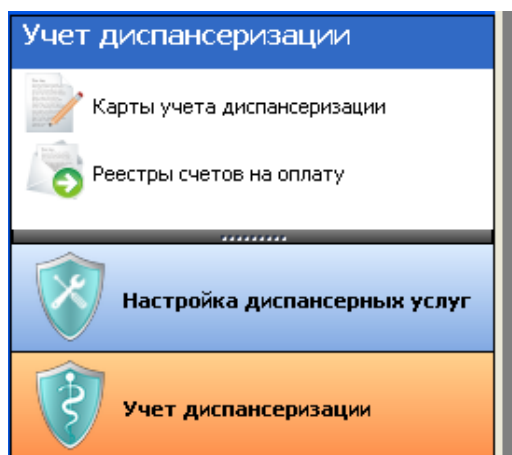 Учет диспансеризации
Карты учета диспансеризации
Реестры счетов на оплату
Настройка диспансерных услуг
Учет диспансеризации